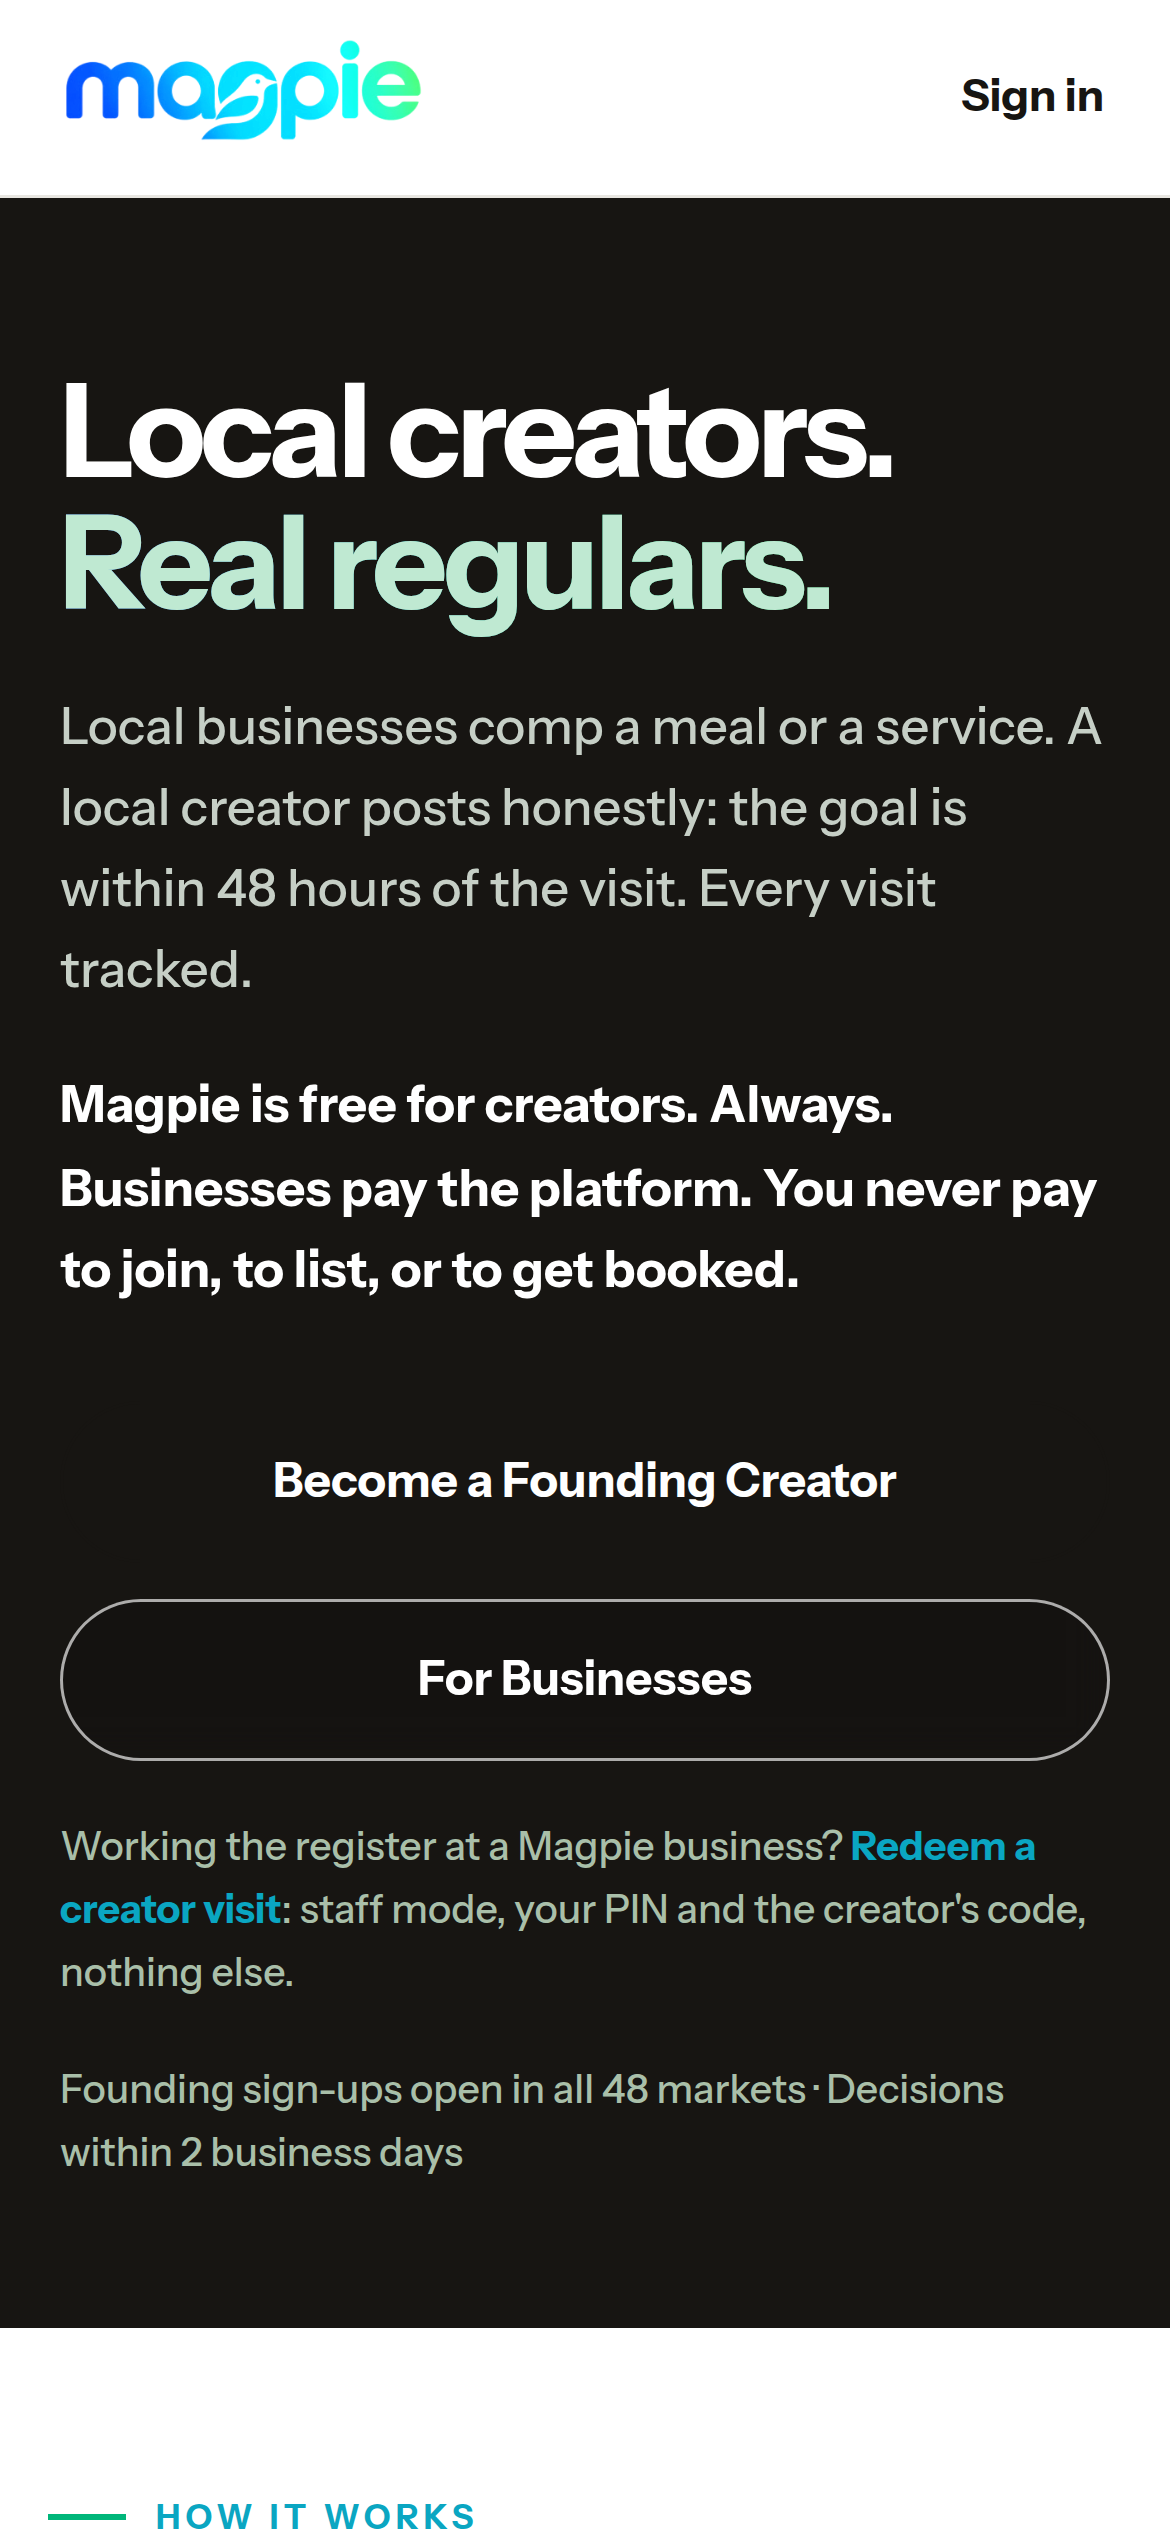 magpie
Sign in
Local creators.
Real regulars.
Local businesses comp a meal or a service. A
local creator posts honestly: the goal is
within 48 hours of the visit. Every visit
tracked.
Magpie is free for creators. Always.
Businesses pay the platform. You never pay
to join, to list, or to get booked.
Become a Founding Creator
For Businesses
Working the register at a Magpie business? Redeem a
creator visit: staff mode, your PIN and the creator's code,
nothing else.
Founding sign-ups open in all 48 markets · Decisions
within 2 business days
HOW IT WORKS